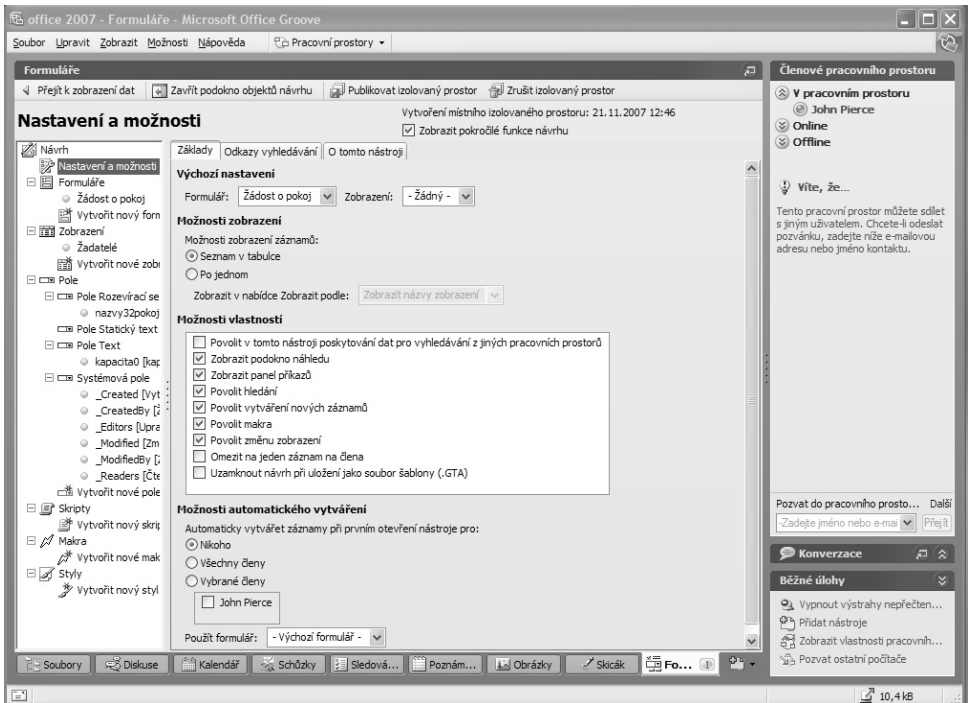 office 2007 - Formuláře - Microsoft Office Groove
Soubor Upravit Zobrazit Možnosti Nápověda Pracovní prostory
Formuláře
Přejít k zobrazení dat Zavřít podokno objektů návrhu Publikovat izolovaný prostor Zrušit izolovaný prostor
Nastavení a možnosti
Vytvoření místního izolovaného prostoru: 21.11.2007 12:46
Zobrazit pokročilé funkce návrhu
Návrh
Nastavení a možnosti
Formuláře
Žádost o pokoj
Vytvořit nový form
Zobrazení
Žadatelé
Vytvořit nové zobr
Pole
Pole Rozevírací se
nazvy32pokoj
Pole Statický text
Pole Text
kapacita0 [kap
Systémová pole
_Created [Vyt
_CreatedBy [Ž
_Editors [Upra
_Modified [Zm
_ModifiedBy [Ž
_Readers [Čte
Vytvořit nové pole
Skripty
Vytvořit nový skrip
Makra
Vytvořit nové mak
Styly
Vytvořit nový styl
Základy Odkazy vyhledávání O tomto nástroji
Výchozí nastavení
Formulář: Žádost o pokoj Zobrazení: - Žádný -
Možnosti zobrazení
Možnosti zobrazení záznamů:
Seznam v tabulce
Po jednom
Zobrazit v nabídce Zobrazit podle: Zobrazit názvy zobrazení
Možnosti vlastností
Povolit v tomto nástroji poskytování dat pro vyhledávání z jiných pracovních prostorů
Zobrazit podokno náhledu
Zobrazit panel příkazů
Povolit hledání
Povolit vytváření nových záznamů
Povolit makra
Povolit změnu zobrazení
Omezit na jeden záznam na člena
Uzamknout návrh při uložení jako soubor šablony (.GTA)
Možnosti automatického vytváření
Automaticky vytvářet záznamy při prvním otevření nástroje pro:
Nikoho
Všechny členy
Vybrané členy
John Pierce
Použít formulář: - Výchozí formulář -
Členové pracovního prostoru
V pracovním prostoru
John Pierce
Online
Offline
Víte, že...
Tento pracovní prostor můžete sdílet
s jiným uživatelem. Chcete-li odeslat
pozvánku, zadejte níže e-mailovou
adresu nebo jméno kontaktu.
Pozvat do pracovního prosto... Další
-Zadejte jméno nebo e-mai Přejít
Konverzace
Běžné úlohy
Vypnout výstrahy nepřečten...
Přidat nástroje
Zobrazit vlastnosti pracovníh...
Pozvat ostatní počítače
Soubory Diskuse Kalendář Schůzky Sledová... Poznám... Obrázky Skicák Fo...
10,4 kB